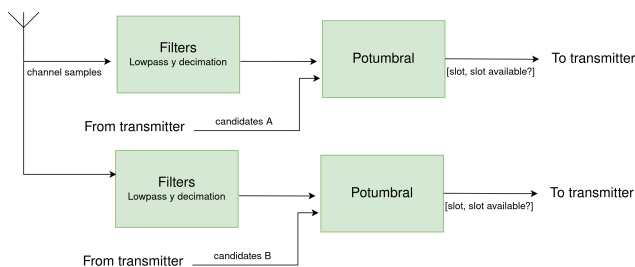 Filters
Lowpass y decimation
channel samples
Potumbral
[slot, slot available?]
To transmitter
From transmitter
candidates A
Filters
Lowpass y decimation
Potumbral
[slot, slot available?]
To transmitter
From transmitter
candidates B